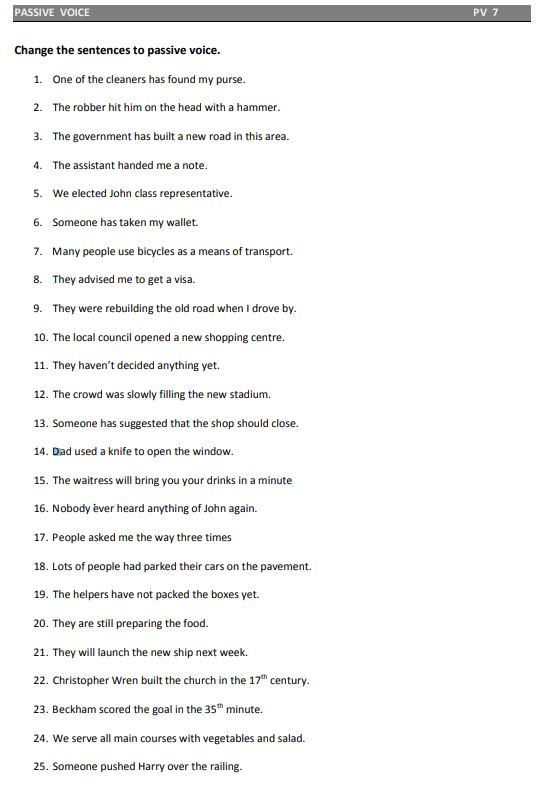 PASSIVE VOICE PV 7
Change the sentences to passive voice.
1. One of the cleaners has found my purse.
2. The robber hit him on the head with a hammer.
3. The government has built a new road in this area.
4. The assistant handed me a note.
5. We elected John class representative.
6. Someone has taken my wallet.
7. Many people use bicycles as a means of transport.
8. They advised me to get a visa.
9. They were rebuilding the old road when I drove by.
10. The local council opened a new shopping centre.
11. They haven't decided anything yet.
12. The crowd was slowly filling the new stadium.
13. Someone has suggested that the shop should close.
14. Dad used a knife to open the window.
15. The waitress will bring you your drinks in a minute
16. Nobody ever heard anything of John again.
17. People asked me the way three times
18. Lots of people had parked their cars on the pavement.
19. The helpers have not packed the boxes yet.
20. They are still preparing the food.
21. They will launch the new ship next week.
22. Christopher Wren built the church in the 17th century.
23. Beckham scored the goal in the 35th minute.
24. We serve all main courses with vegetables and salad.
25. Someone pushed Harry over the railing.